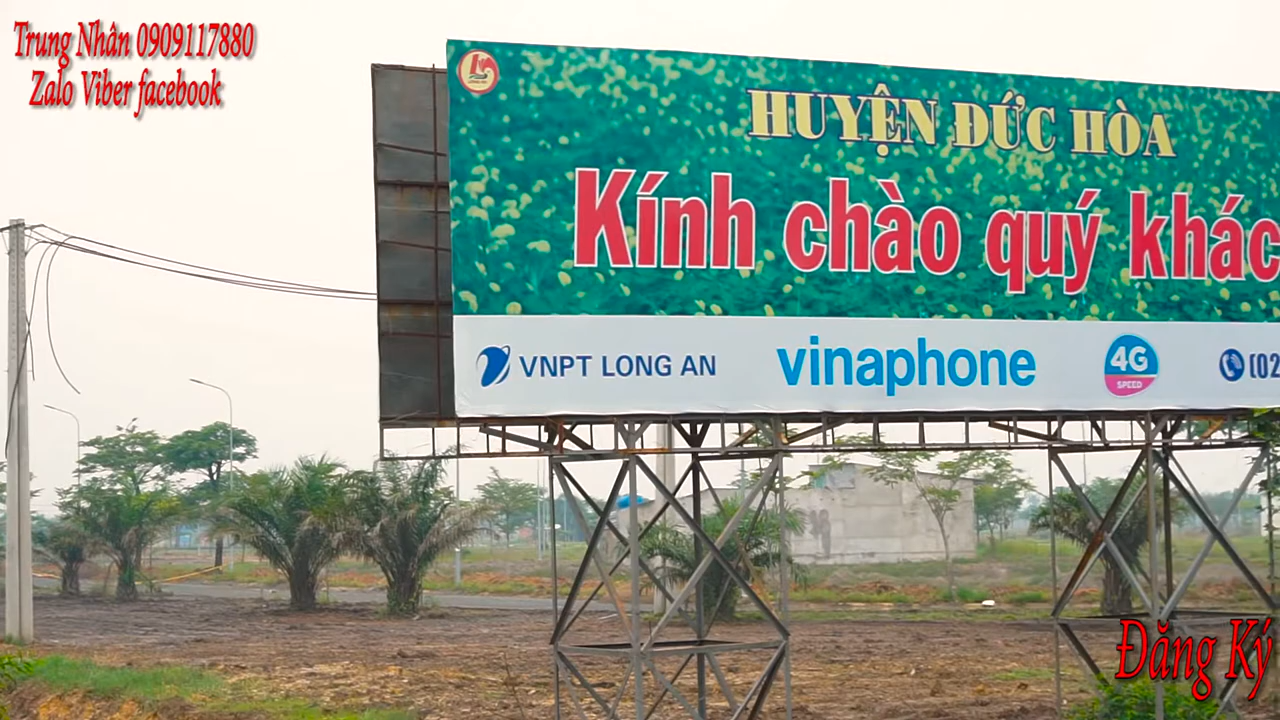 Trung Nhân 0909117880
Zalo Viber facebook
HUYỆN ĐỨC HÒA
Kính chào quý khác
VNPT LONG AN
vinaphone
4G
SPEED
(02
Đăng Ký